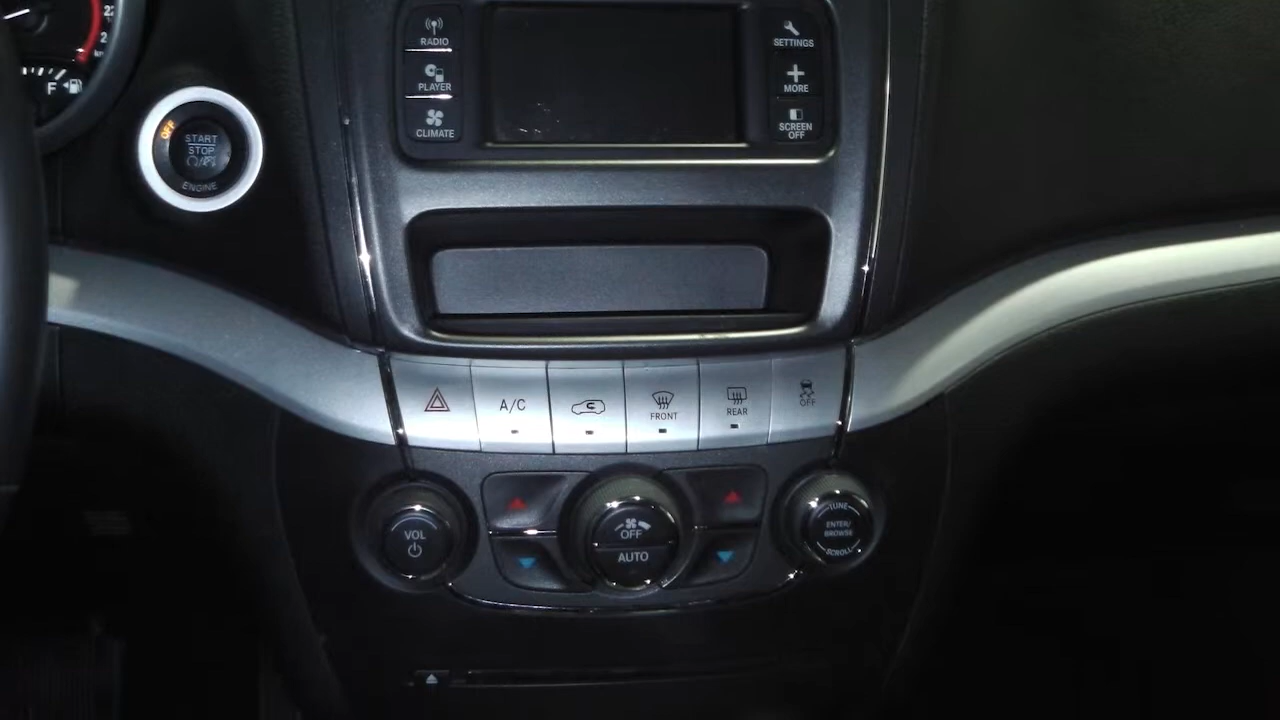 22
F
OFF
START
STOP
ENGINE
RADIO
PLAYER
CLIMATE
SETTINGS
MORE
SCREEN
OFF
A/C
FRONT
REAR
OFF
VOL
OFF
AUTO
TUNE
ENTER/
BROWSE
SCROLL